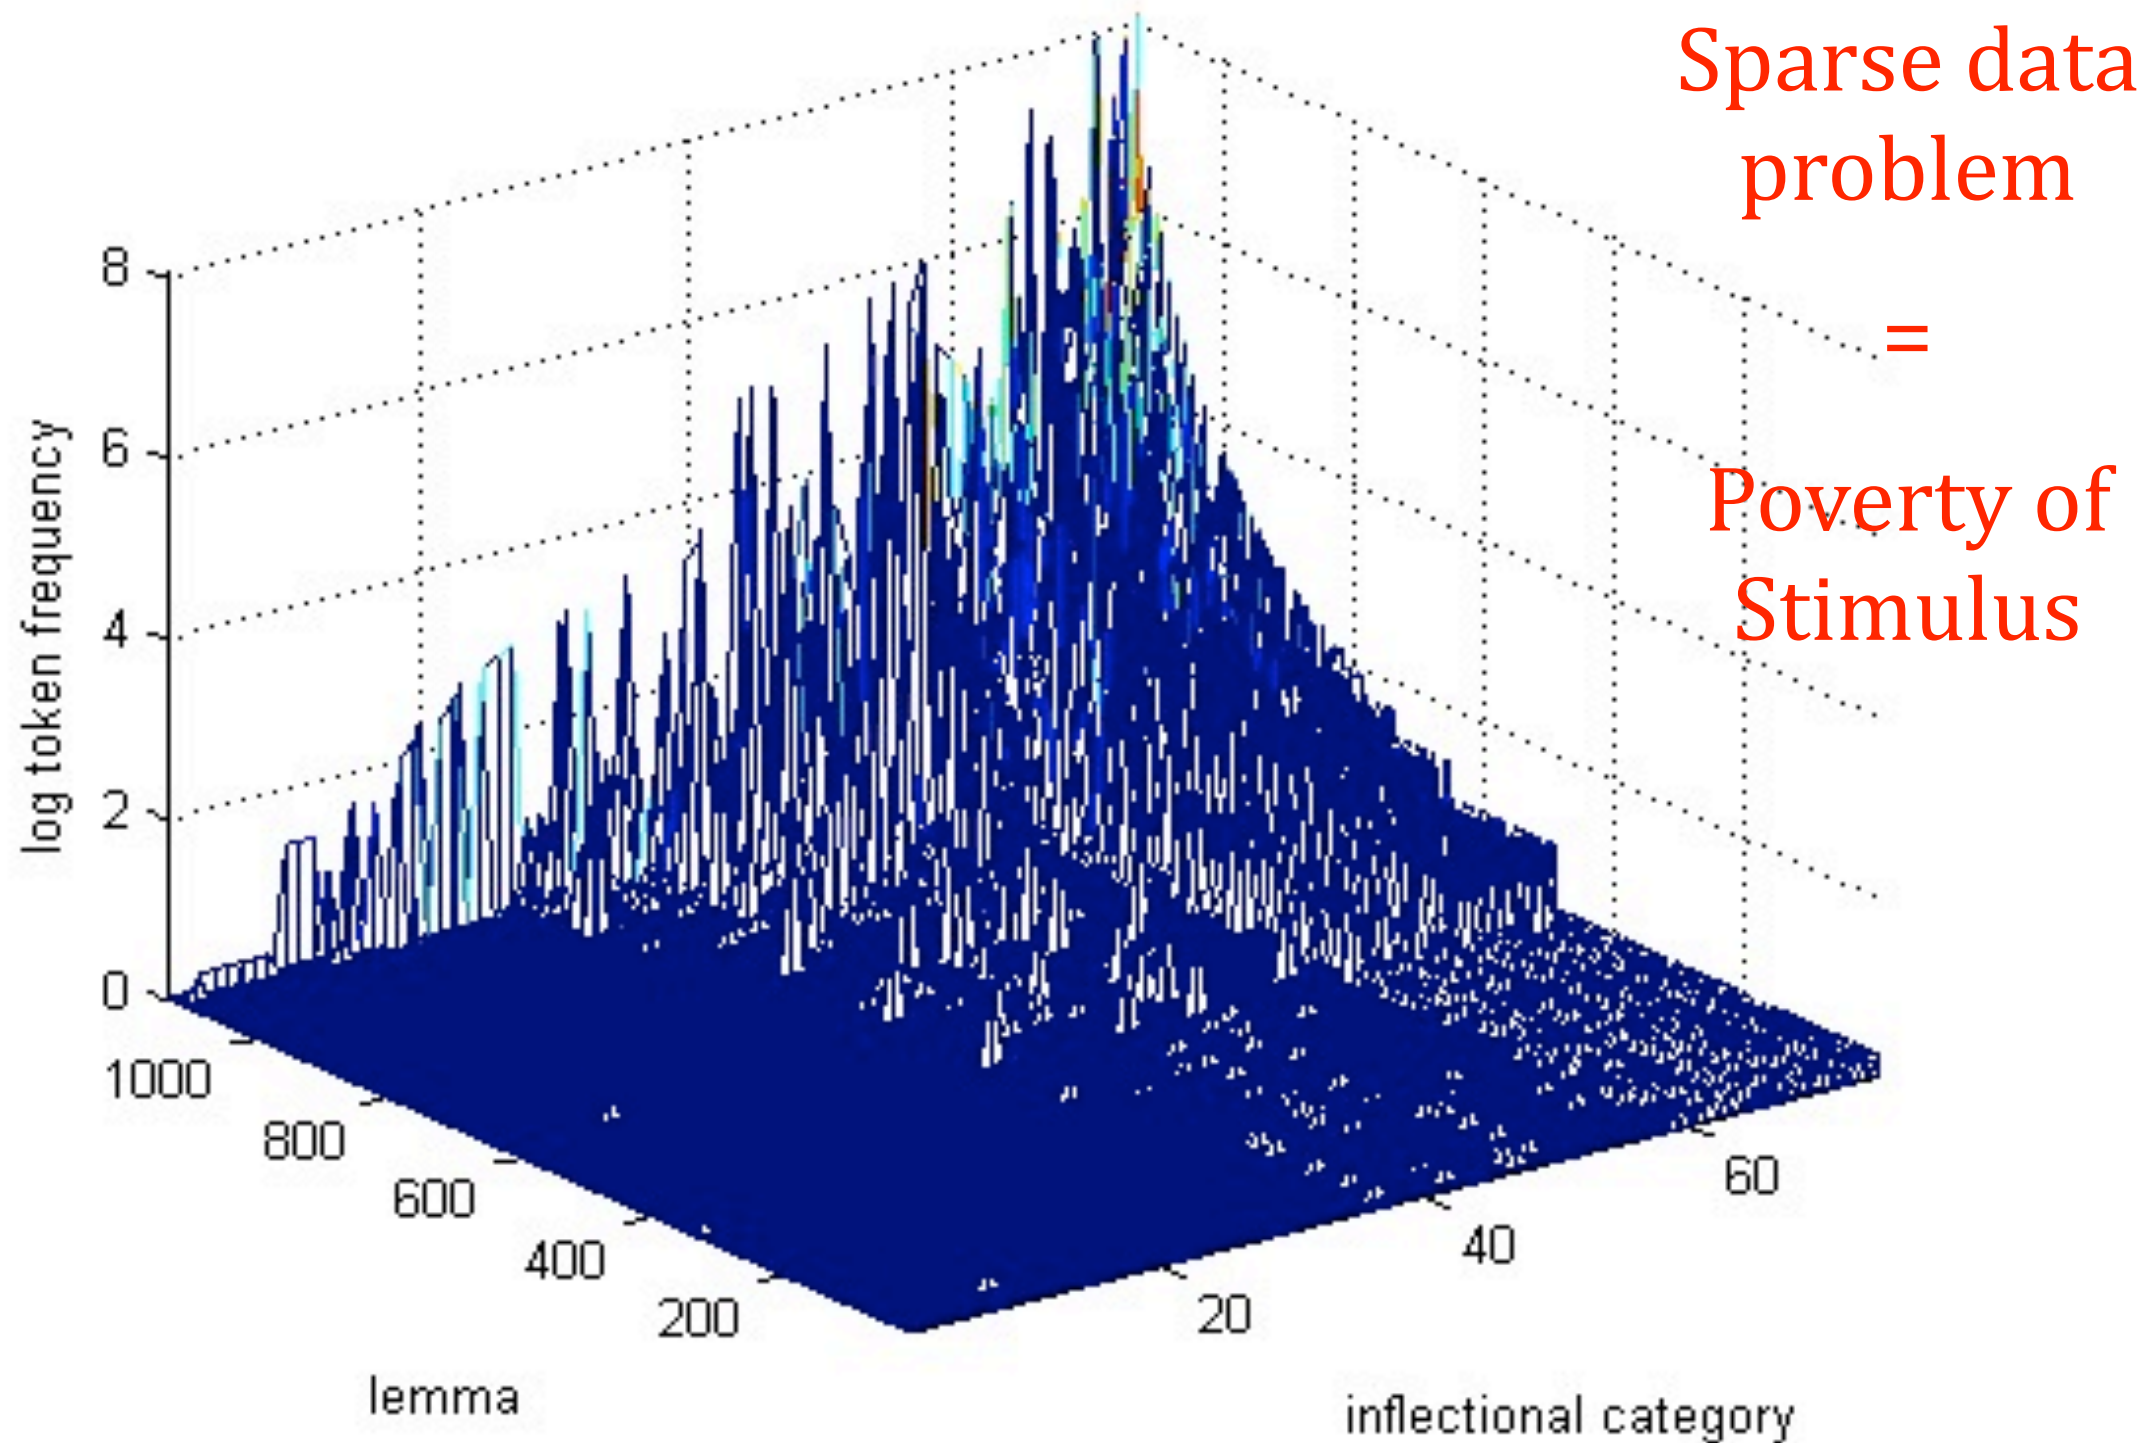 Sparse data
problem
=
Poverty of
Stimulus
log token frequency
8
6
4
2
0
1000
800
600
400
200
lemma
20
40
60
inflectional category